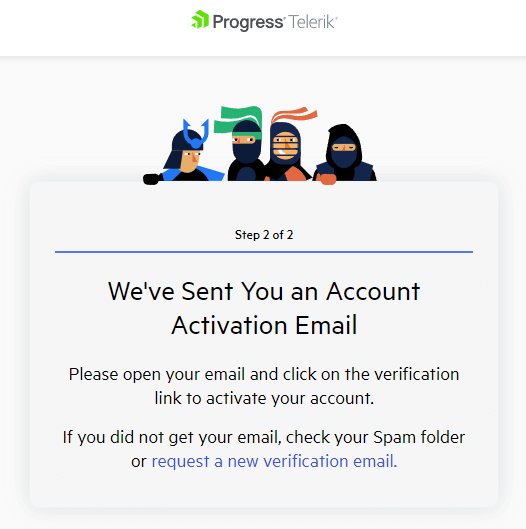 Progress® Telerik®
Step 2 of 2
We've Sent You an Account
Activation Email
Please open your email and click on the verification
link to activate your account.
If you did not get your email, check your Spam folder
or request a new verification email.